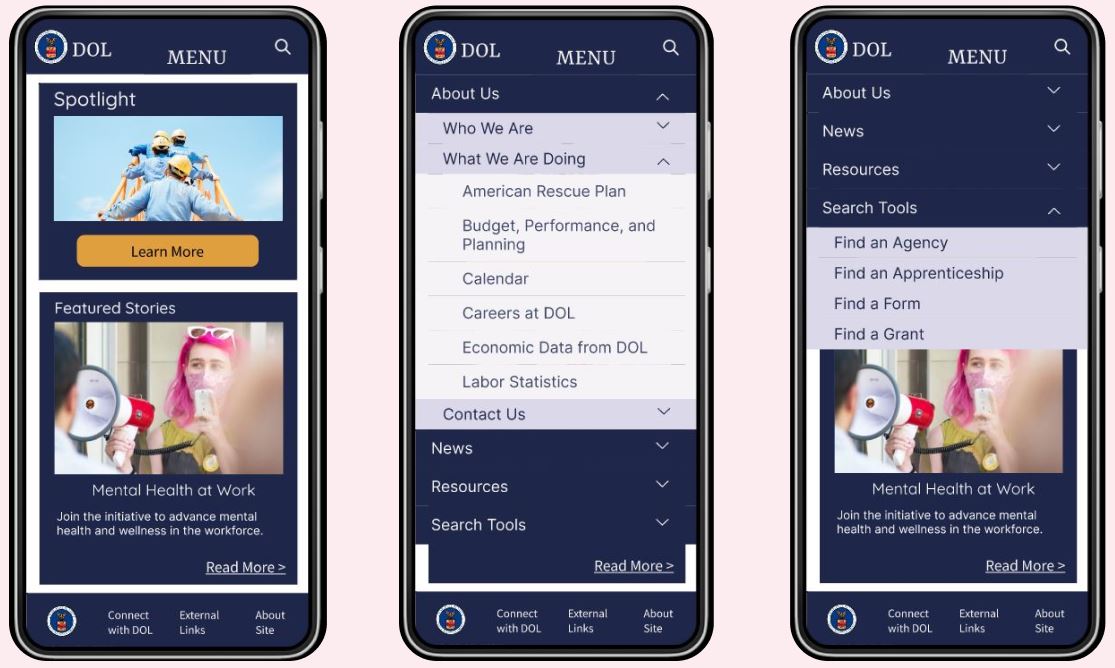 DOL
MENU
Spotlight
Learn More
Featured Stories
Mental Health at Work
Join the initiative to advance mental
health and wellness in the workforce.
Read More >
Connect
with DOL
External
Links
About
Site
DOL
MENU
About Us
Who We Are
What We Are Doing
American Rescue Plan
Budget, Performance, and
Planning
Calendar
Careers at DOL
Economic Data from DOL
Labor Statistics
Contact Us
News
Resources
Search Tools
Read More >
Connect
with DOL
External
Links
About
Site
DOL
MENU
About Us
News
Resources
Search Tools
Find an Agency
Find an Apprenticeship
Find a Form
Find a Grant
Mental Health at Work
Join the initiative to advance mental
health and wellness in the workforce.
Read More >
Connect
with DOL
External
Links
About
Site